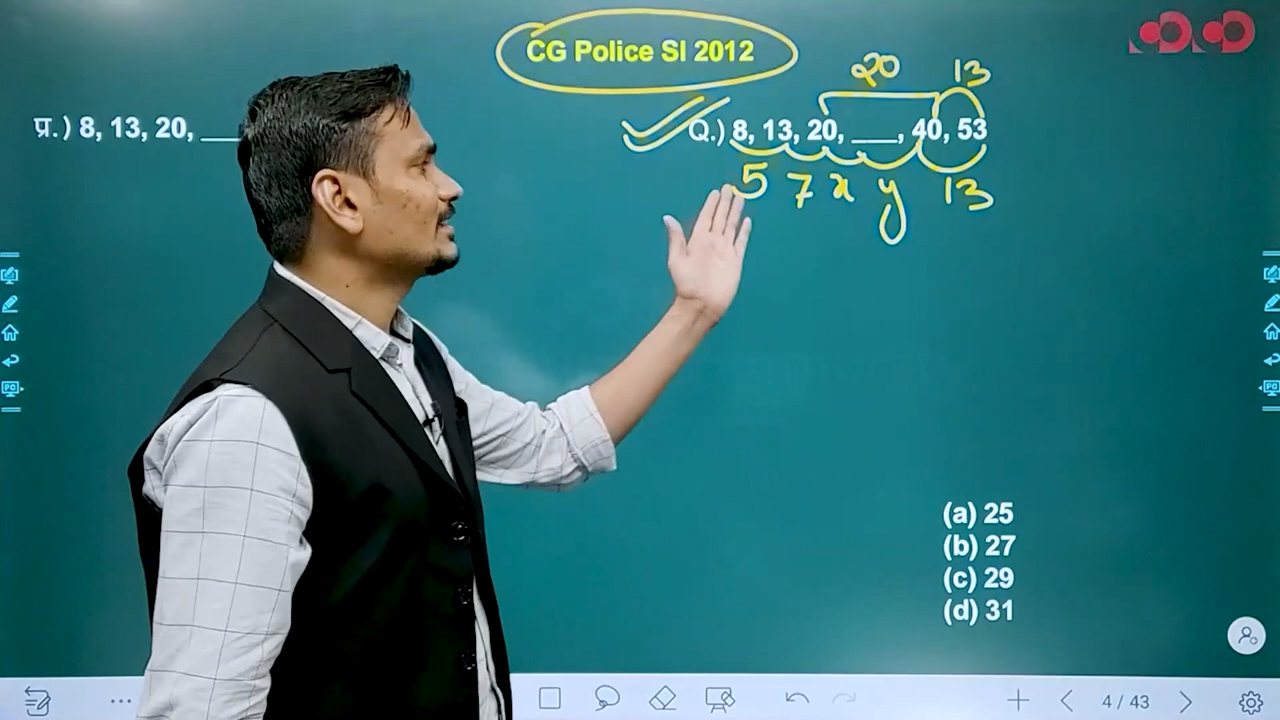 CG Police SI 2012
20 13
प्र.) 8, 13, 20, ___
Q.) 8, 13, 20, ___, 40, 53
5 7 x y 13
(a) 25
(b) 27
(c) 29
(d) 31
4 / 43